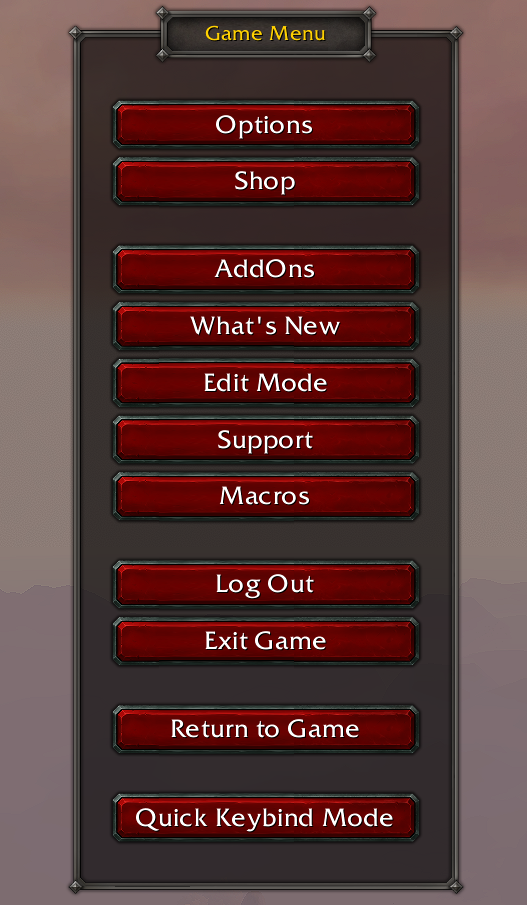 Game Menu
Options
Shop
AddOns
What's New
Edit Mode
Support
Macros
Log Out
Exit Game
Return to Game
Quick Keybind Mode